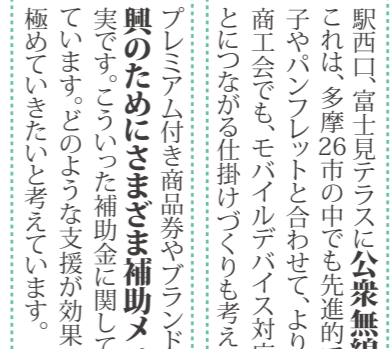 駅西口、富士見テラスに公衆無線
これは、多摩26市の中でも先進的で
子やパンフレットと合わせて、より
商工会でも、モバイルデバイス対応
とにつながる仕掛けづくりも考え
プレミアム付き商品券やブランド
興のためにさまざま補助メ
実です。こういった補助金に関して
ています。どのような支援が効果
極めていきたいと考えています。